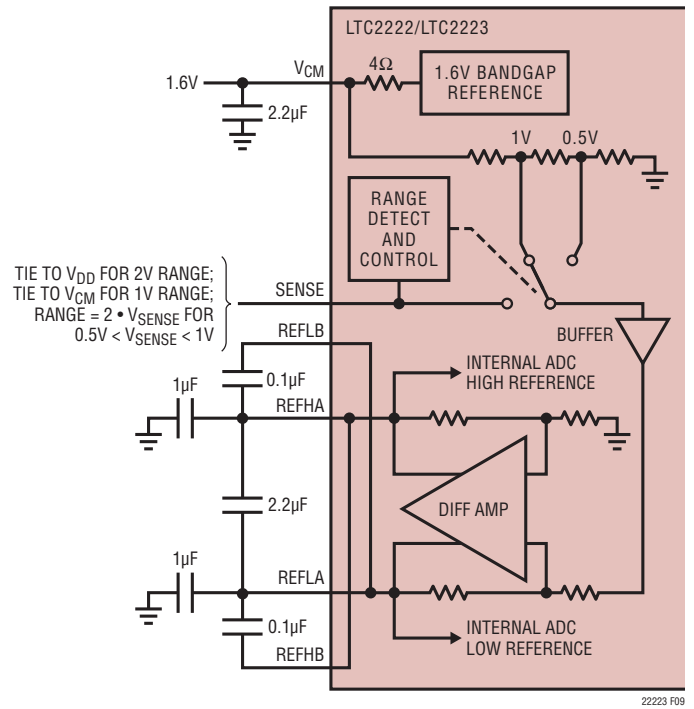 LTC2222/LTC2223
1.6V
VCM
4Ω
1.6V BANDGAP
REFERENCE
2.2µF
1V
0.5V
RANGE
DETECT
AND
CONTROL
TIE TO VDD FOR 2V RANGE;
TIE TO VCM FOR 1V RANGE;
RANGE = 2 • VSENSE FOR
0.5V < VSENSE < 1V
SENSE
REFLB
BUFFER
0.1µF
INTERNAL ADC
HIGH REFERENCE
1µF
REFHA
2.2µF
DIFF AMP
1µF
REFLA
0.1µF
INTERNAL ADC
LOW REFERENCE
REFHB
22223 F09